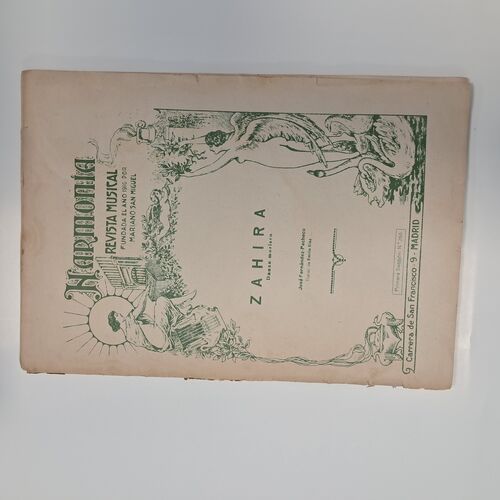 HARMONIA
REVISTA MUSICAL
FUNDADA EL AÑO 1916 POR
MARIANO SAN MIGUEL
ZAHIRA
Danza morisca
José Fernández Pacheco
Carrera de San Francisco - 9 - MADRID